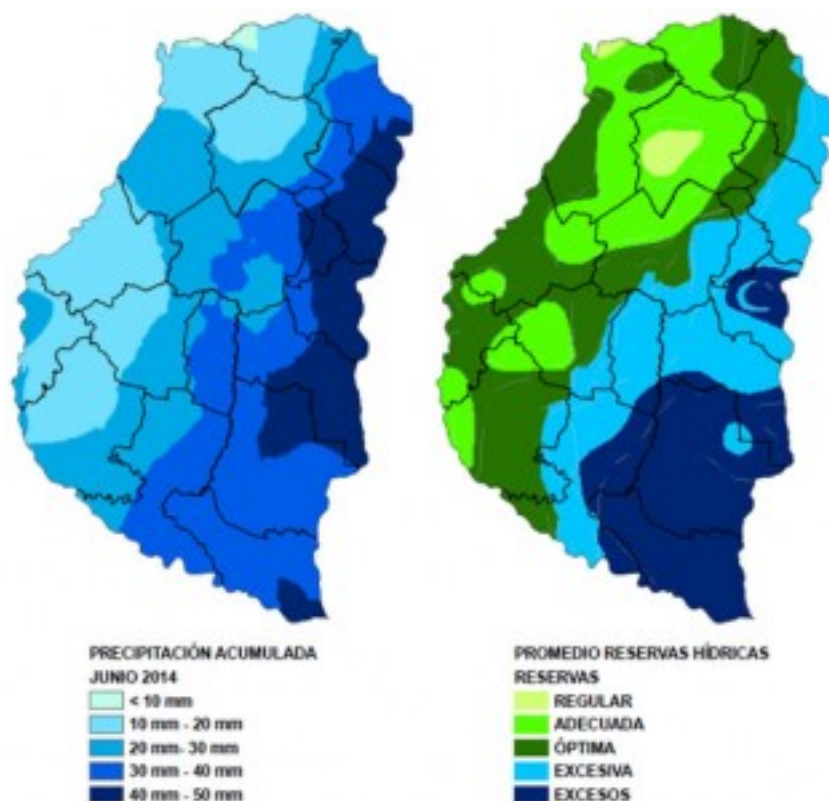 PRECIPITACIÓN ACUMULADA
JUNIO 2014
< 10 mm
10 mm - 20 mm
20 mm- 30 mm
30 mm - 40 mm
40 mm - 50 mm
PROMEDIO RESERVAS HÍDRICAS
RESERVAS
REGULAR
ADECUADA
ÓPTIMA
EXCESIVA
EXCESOS